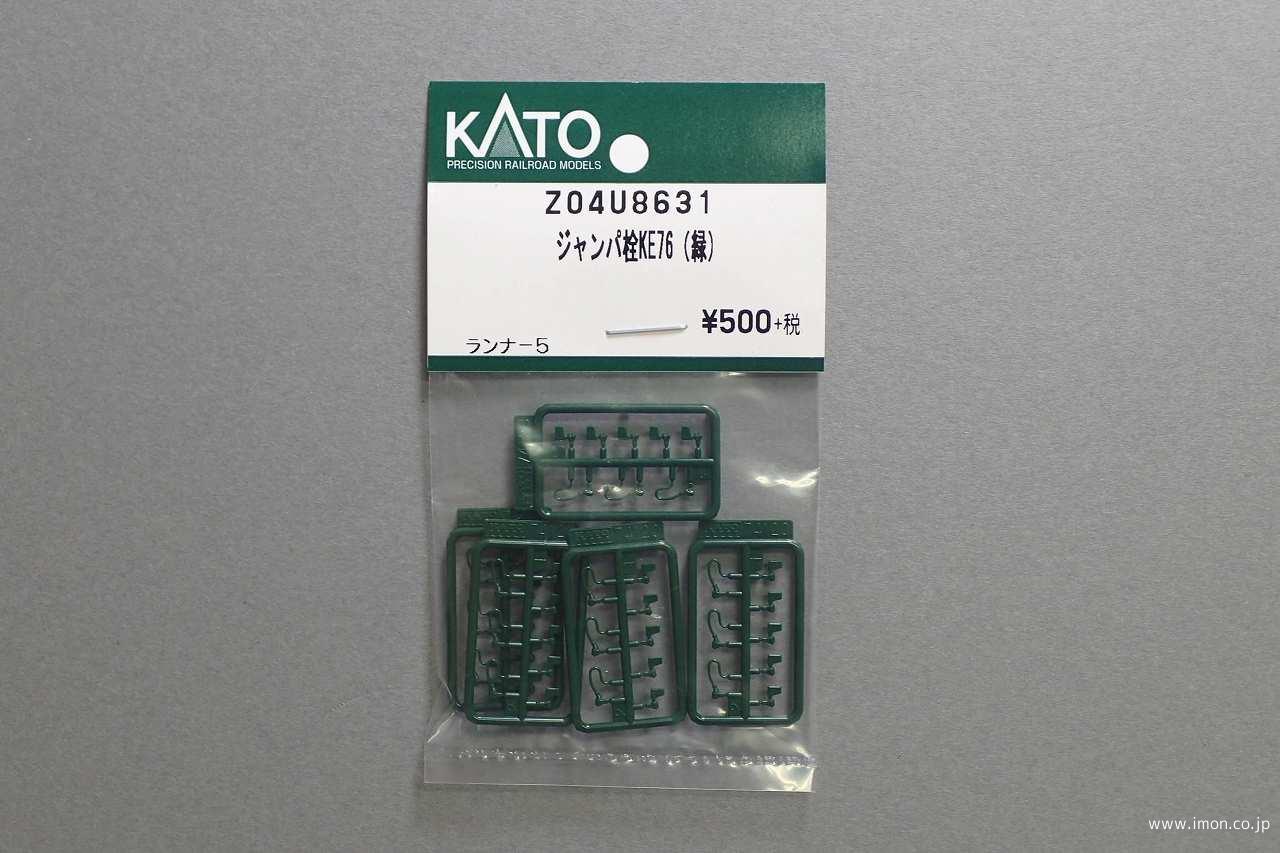 KATO
PRECISION RAILROAD MODELS
Z04U8631
ジャンパ栓KE76（緑）
¥500+税
ランナー5
www.imon.co.jp